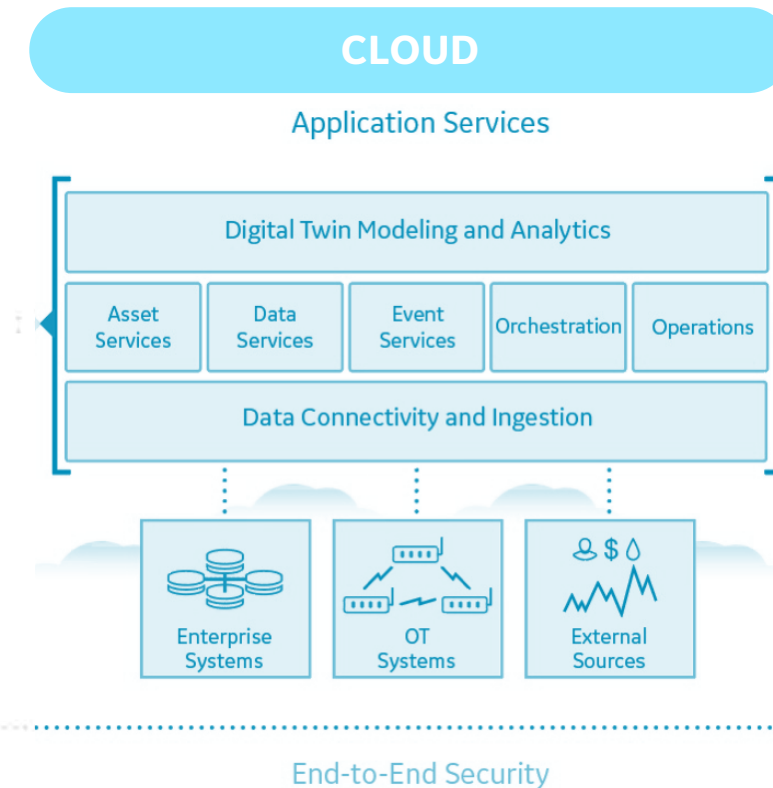 CLOUD
Application Services
Digital Twin Modeling and Analytics
Asset
Services
Data
Services
Event
Services
Orchestration
Operations
Data Connectivity and Ingestion
$
Enterprise
Systems
OT
Systems
External
Sources
End-to-End Security